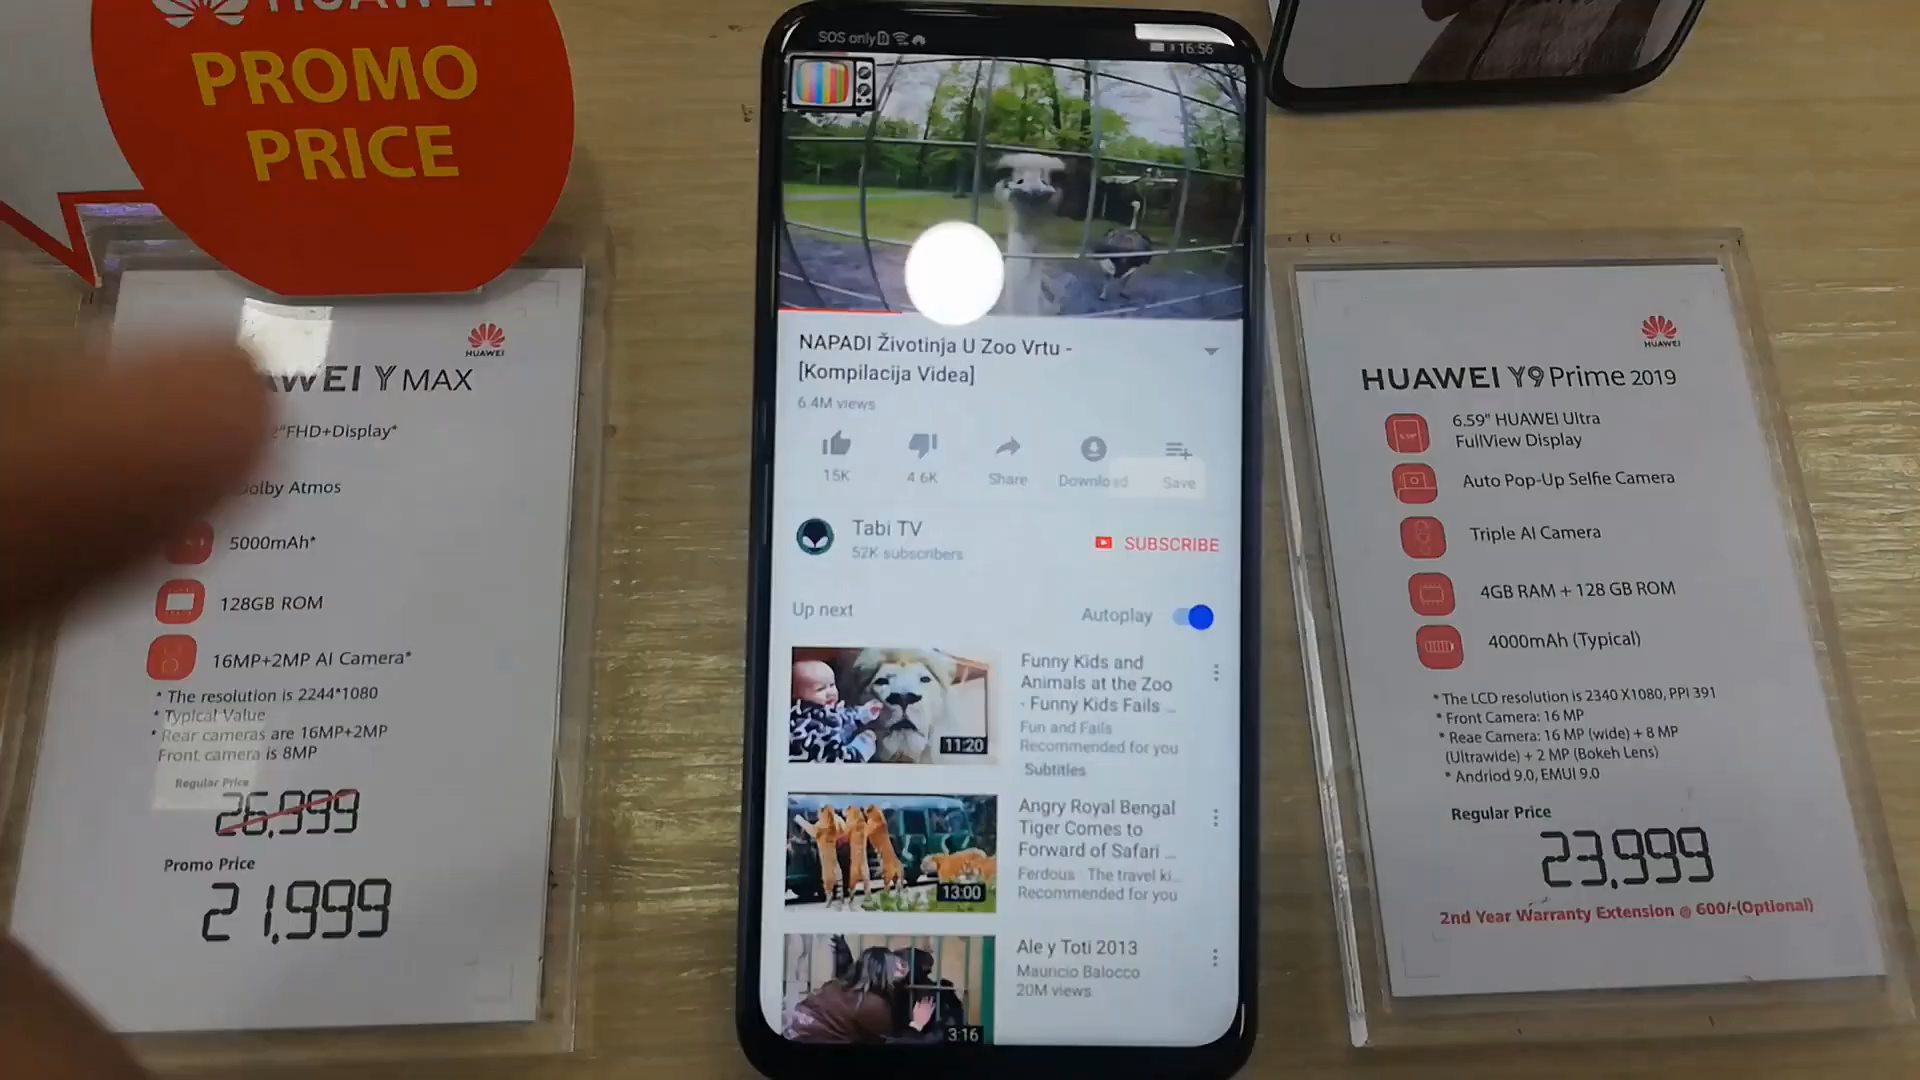 HUAWEI
PROMO
PRICE
HUAWEI
AWEI Y MAX
2"FHD+Display*
Dolby Atmos
5000mAh*
128GB ROM
16MP+2MP AI Camera*
* The resolution is 2244*1080
* Typical Value
* Rear cameras are 16MP+2MP
Front camera is 8MP
Regular Price
26,999
Promo Price
21,999
SOS only
16:56
NAPADI Životinja U Zoo Vrtu -
[Kompilacija Videa]
6.4M views
15K
4.6K
Share
Download
Save
Tabi TV
52K subscribers
SUBSCRIBE
Up next
Autoplay
Funny Kids and
Animals at the Zoo
- Funny Kids Fails ...
Fun and Fails
Recommended for you
Subtitles
11:20
Angry Royal Bengal
Tiger Comes to
Forward of Safari ...
Ferdous The travel ki...
Recommended for you
13:00
Ale y Toti 2013
Mauricio Balocco
20M views
3:16
HUAWEI
HUAWEI Y9 Prime 2019
6.59" HUAWEI Ultra
FullView Display
Auto Pop-Up Selfie Camera
Triple AI Camera
4GB RAM + 128 GB ROM
4000mAh (Typical)
* The LCD resolution is 2340 X1080, PPI 391
* Front Camera: 16 MP
* Reae Camera: 16 MP (wide) + 8 MP
(Ultrawide) + 2 MP (Bokeh Lens)
* Andriod 9.0, EMUI 9.0
Regular Price
23,999
2nd Year Warranty Extension @ 600/-(Optional)